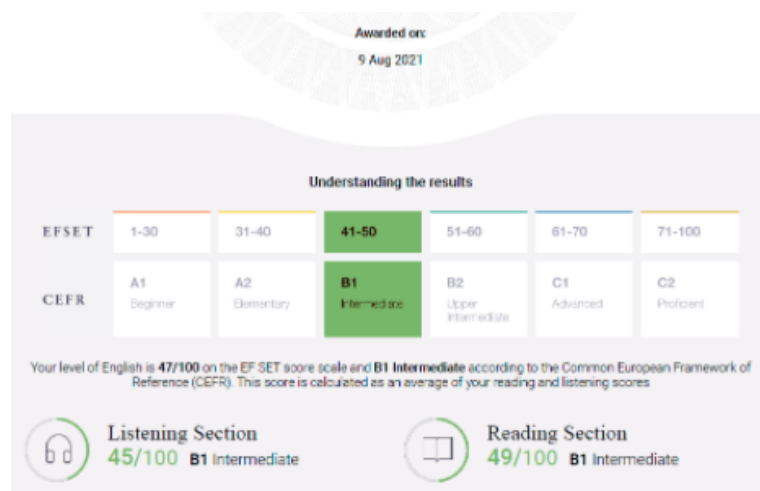 Awarded on:
9 Aug 2021
Understanding the results
EFSET 1-30 31-40 41-50 51-60 61-70 71-100
CEFR A1 Beginner A2 Elementary B1 Intermediate B2 Upper Intermediate C1 Advanced C2 Proficient
Your level of English is 47/100 on the EF SET score scale and B1 Intermediate according to the Common European Framework of
Reference (CEFR). This score is calculated as an average of your reading and listening scores
Listening Section
45/100 B1 Intermediate
Reading Section
49/100 B1 Intermediate